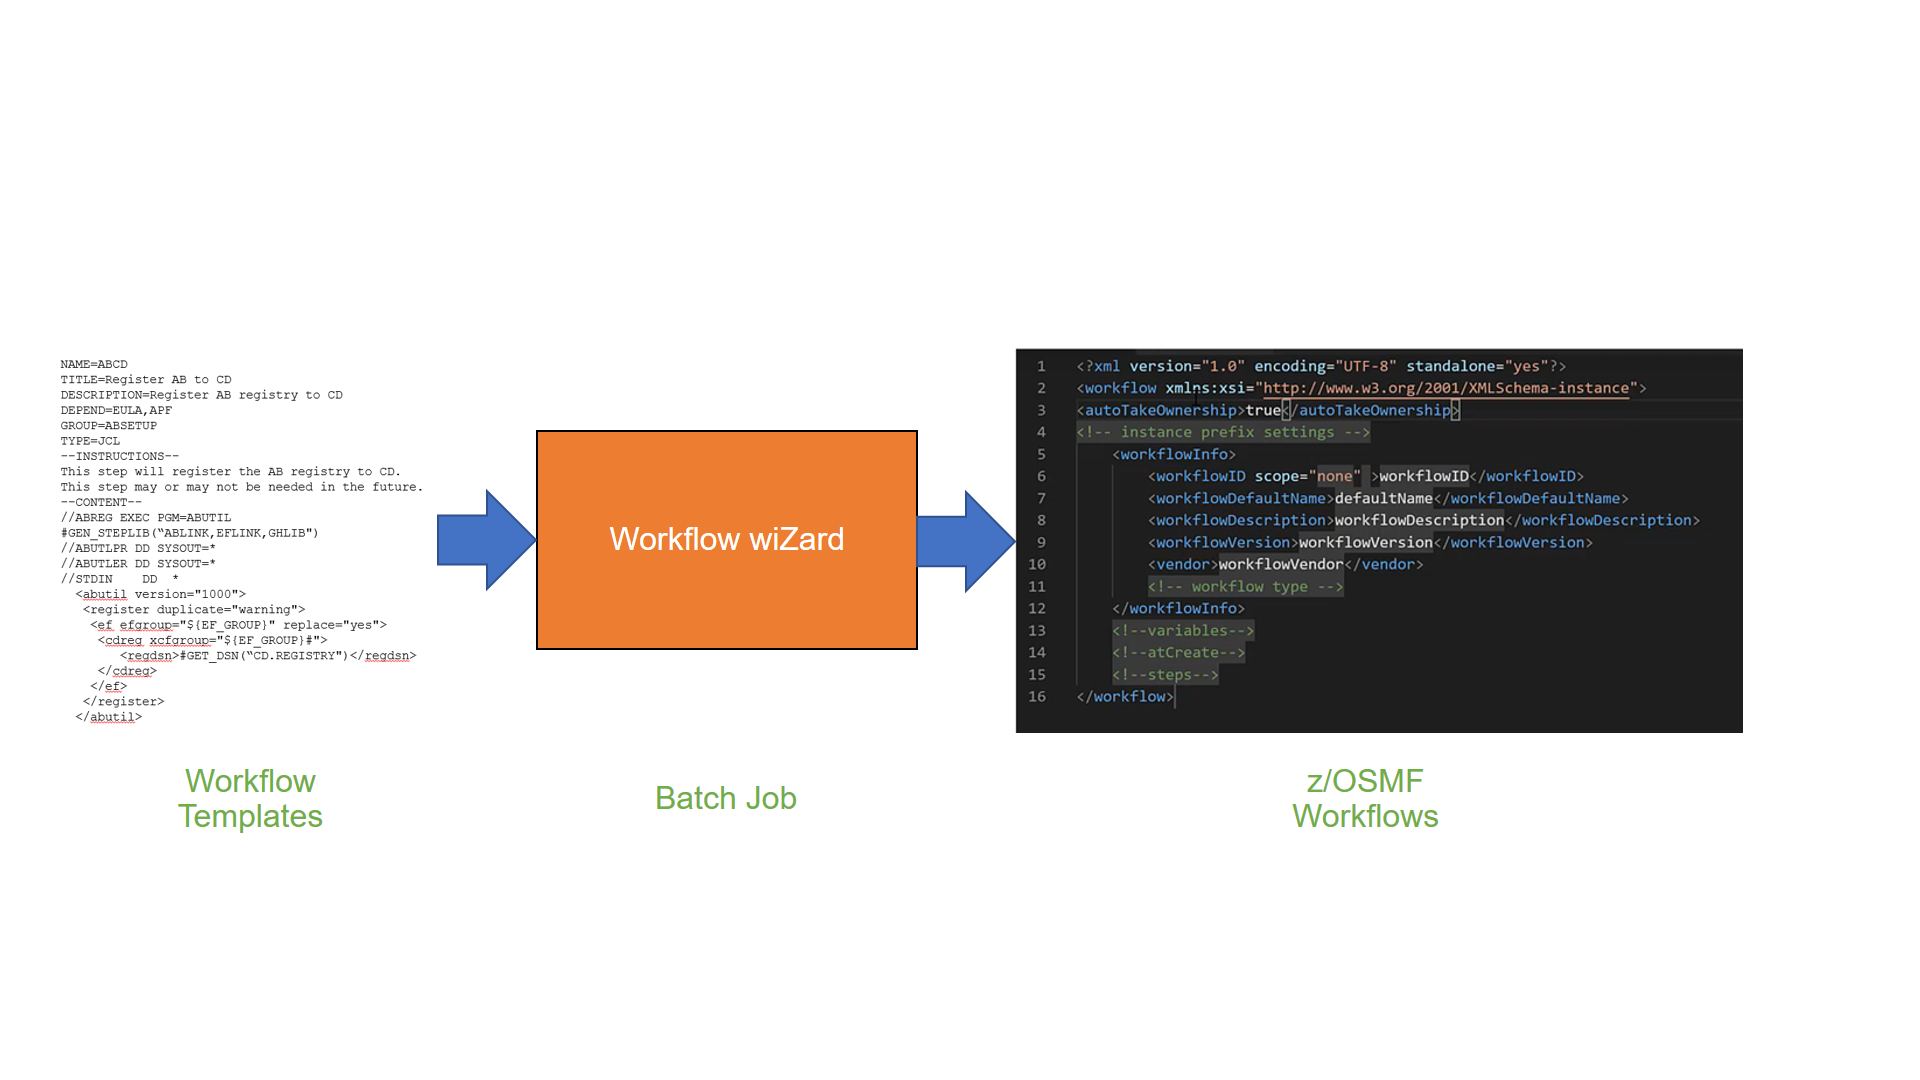 NAME=ABCD
TITLE=Register AB to CD
DESCRIPTION=Register AB registry to CD
DEPEND=EULA,APF
GROUP=ABSETUP
TYPE=JCL
--INSTRUCTIONS--
This step will register the AB registry to CD.
This step may or may not be needed in the future.
--CONTENT--
//ABREG EXEC PGM=ABUTIL
#GEN_STEPLIB(“ABLINK,EFLINK,GHLIB")
//ABUTLPR DD SYSOUT=*
//ABUTLER DD SYSOUT=*
//STDIN    DD  *
  <abutil version="1000">
   <register duplicate="warning">
    <ef efgroup="${EF_GROUP}" replace="yes">
     <cdreg xcfgroup="${EF_GROUP}#">
        <regdsn>#GET_DSN(“CD.REGISTRY")</regdsn>
     </cdreg>
    </ef>
   </register>
  </abutil>
Workflow
Templates
Workflow wiZard
Batch Job
1 <?xml version="1.0" encoding="UTF-8" standalone="yes"?>
2 <workflow xmlns:xsi="http://www.w3.org/2001/XMLSchema-instance">
3 <autoTakeOwnership>true</autoTakeOwnership>
4 <!-- instance prefix settings -->
5     <workflowInfo>
6         <workflowID scope="none" >workflowID</workflowID>
7         <workflowDefaultName>defaultName</workflowDefaultName>
8         <workflowDescription>workflowDescription</workflowDescription>
9         <workflowVersion>workflowVersion</workflowVersion>
10         <vendor>workflowVendor</vendor>
11         <!-- workflow type -->
12     </workflowInfo>
13     <!--variables-->
14     <!--atCreate-->
15     <!--steps-->
16 </workflow>
z/OSMF
Workflows